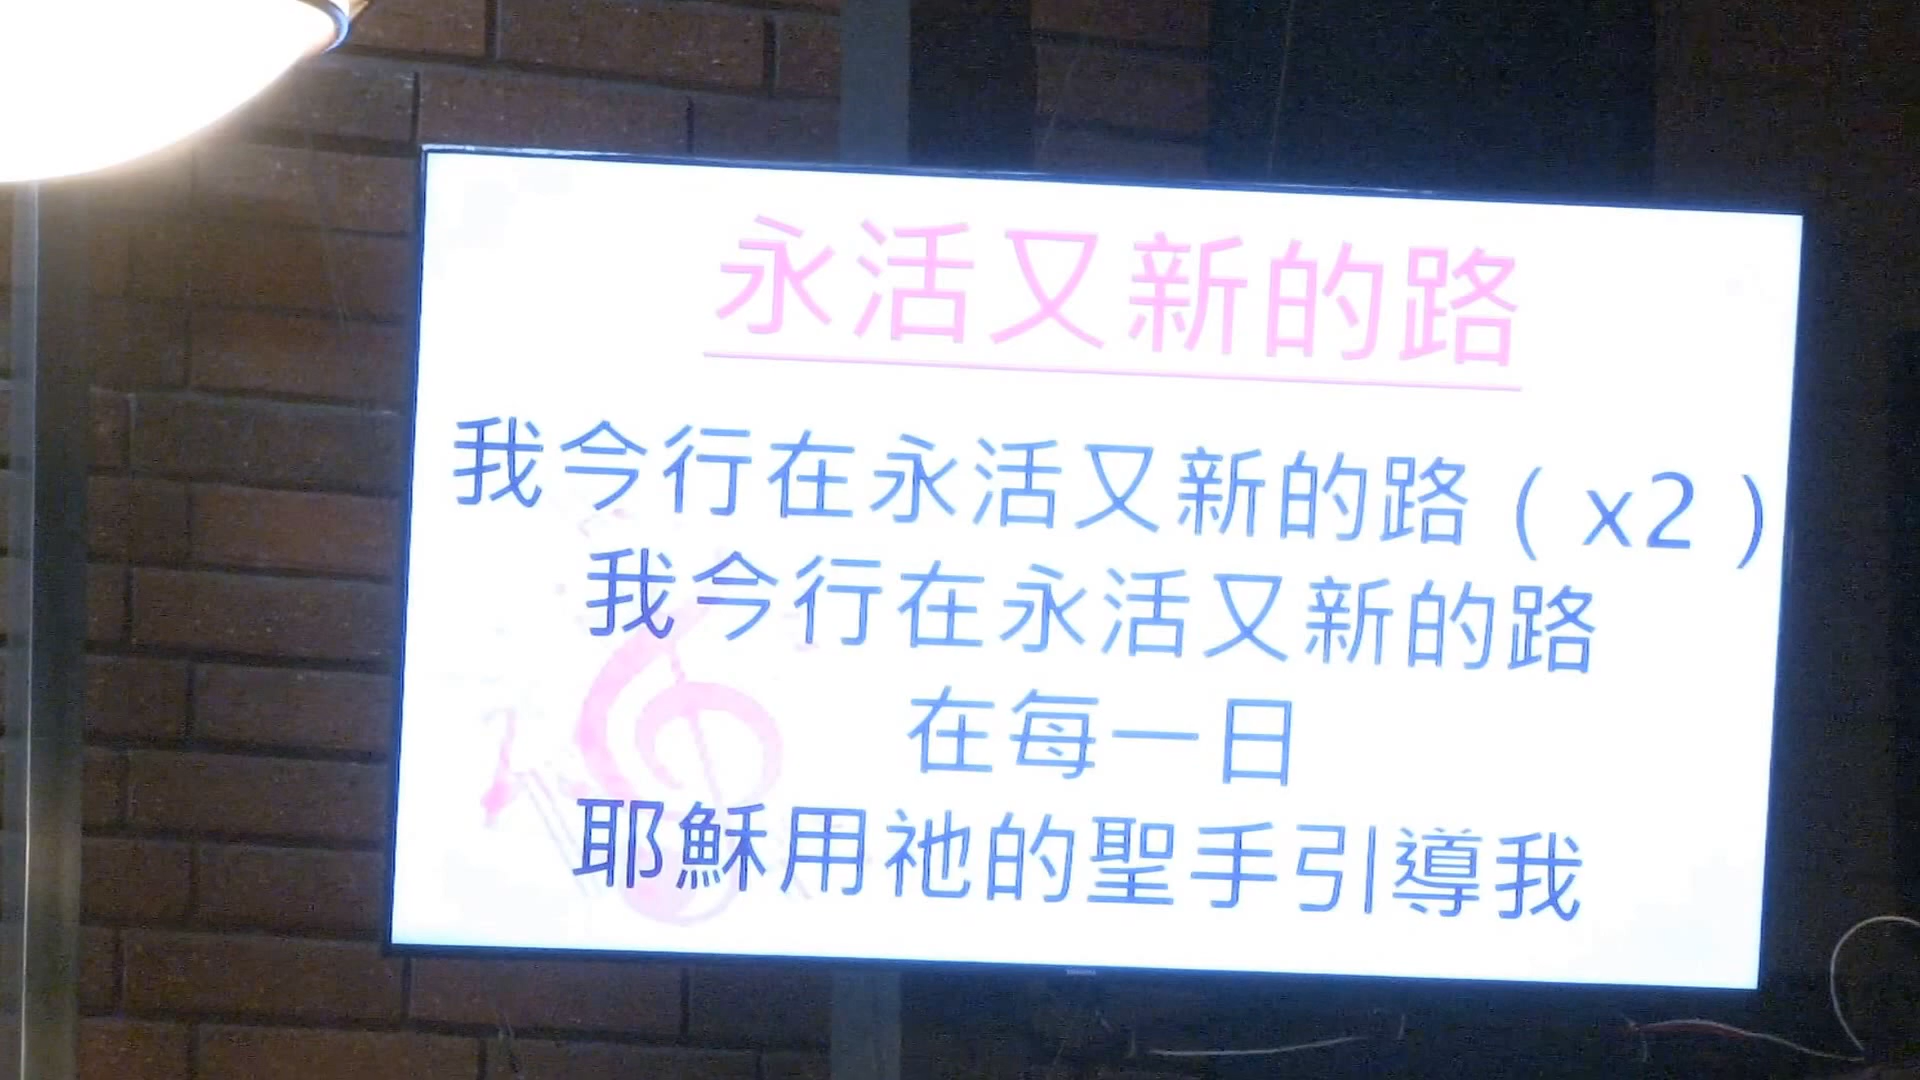 永活又新的路
我今行在永活又新的路（x2）
我今行在永活又新的路
在每一日
耶穌用祂的聖手引導我